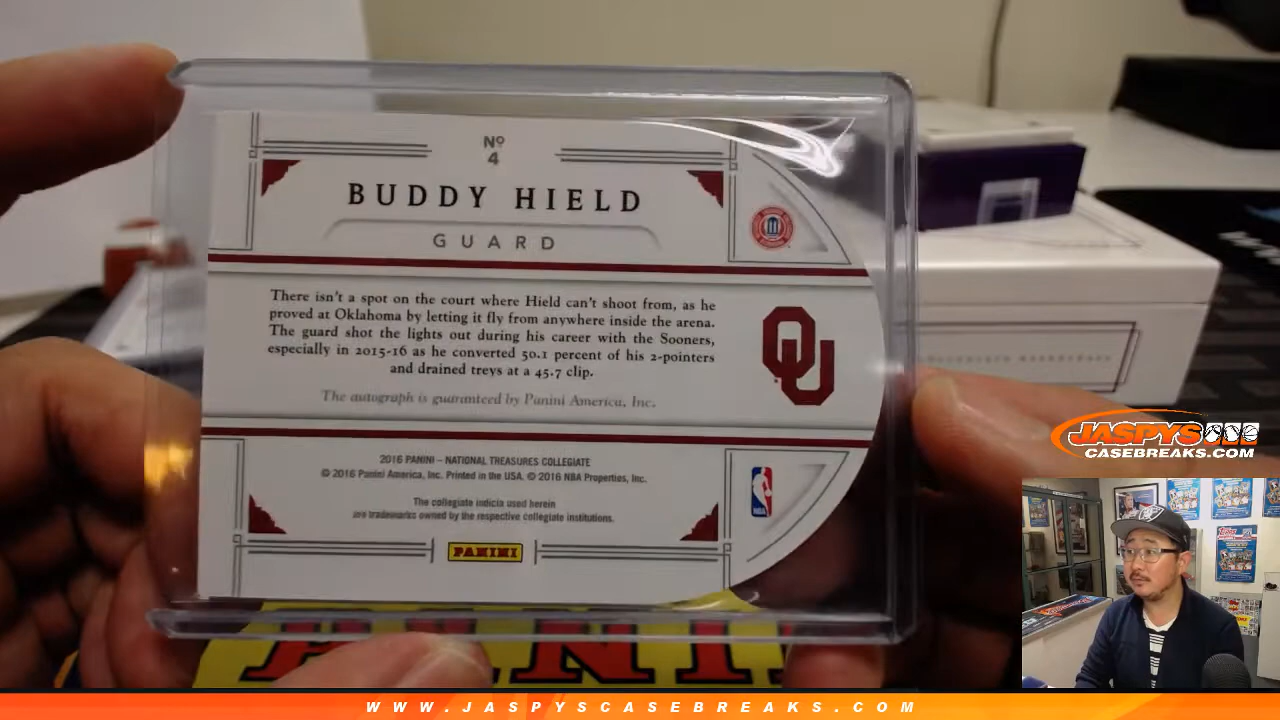 Nº
4
BUDDY HIELD
GUARD
There isn't a spot on the court where Hield can't shoot from, as he
proved at Oklahoma by letting it fly from anywhere inside the arena.
The guard shot the lights out during his career with the Sooners,
especially in 2015-16 as he converted 50.1 percent of his 2-pointers
and drained treys at a 45.7 clip.
The autograph is guaranteed by Panini America, Inc.
OU
2016 PANINI – NATIONAL TREASURES COLLEGIATE
© 2016 Panini America, Inc. Printed in the USA. © 2016 NBA Properties, Inc.
The collegiate indicia used herein
are trademarks owned by the respective collegiate institutions.
NBA
PANINI
PANINI
JASPYS
CASEBREAKS.COM
WWW.JASPYSCASEBREAKS.COM